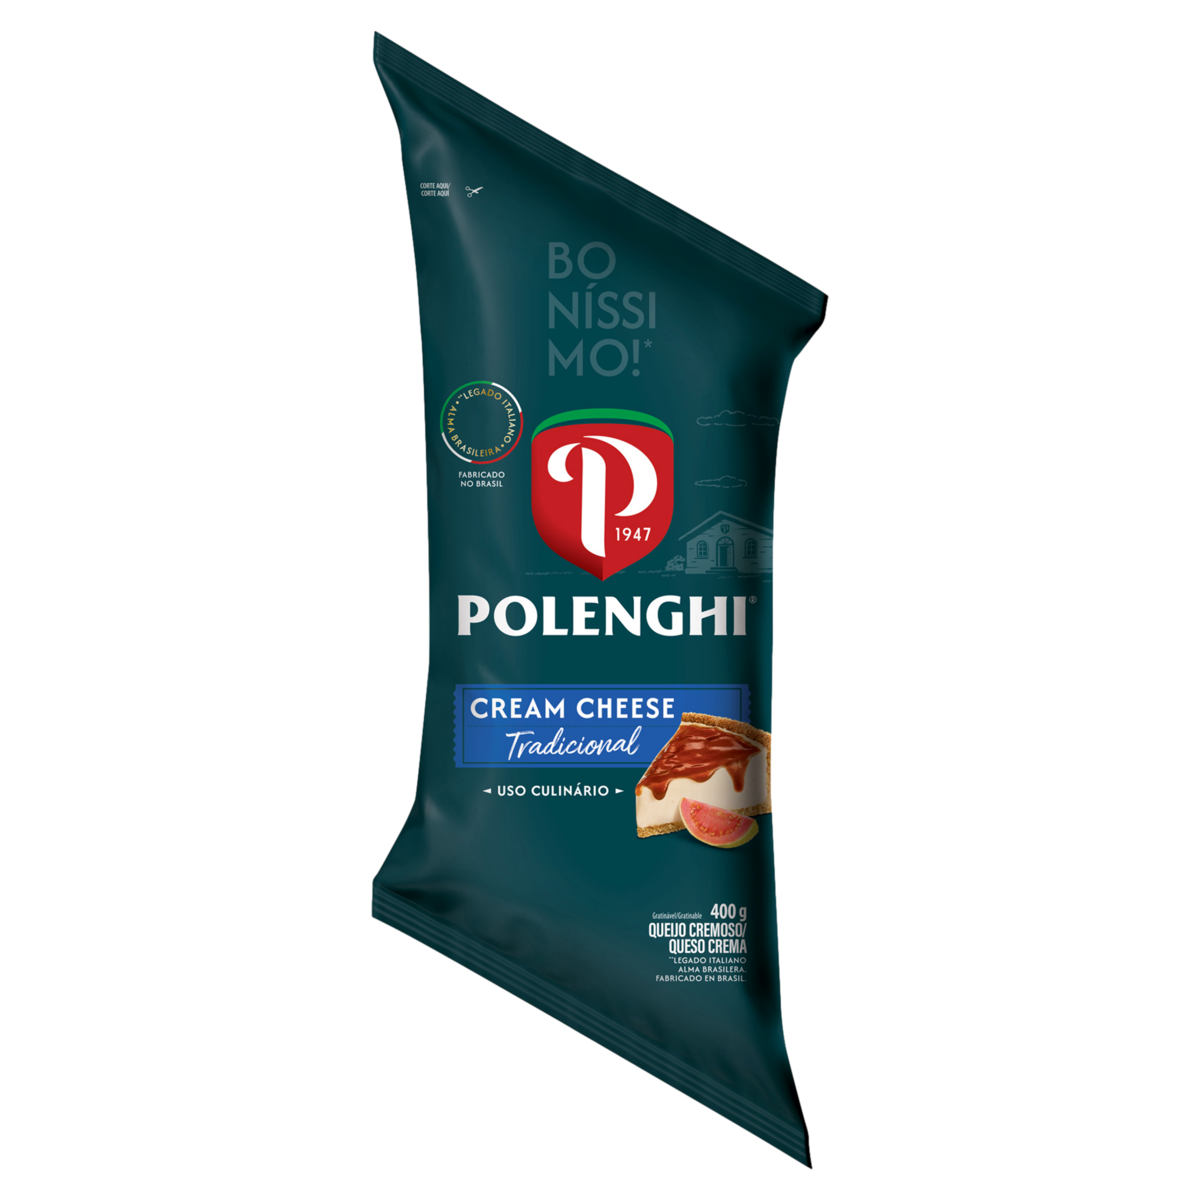 CORTE AQUI/
CORTE AQUÍ
BO
NÍSSI
MO!*
**LEGADO ITALIANO • ALMA BRASILEIRA •
FABRICADO
NO BRASIL
P
1947
POLENGHI®
CREAM CHEESE
Tradicional
USO CULINÁRIO
Gratinável/Gratinable 400 g
QUEIJO CREMOSO/
QUESO CREMA
**LEGADO ITALIANO
ALMA BRASILERA.
FABRICADO EN BRASIL.